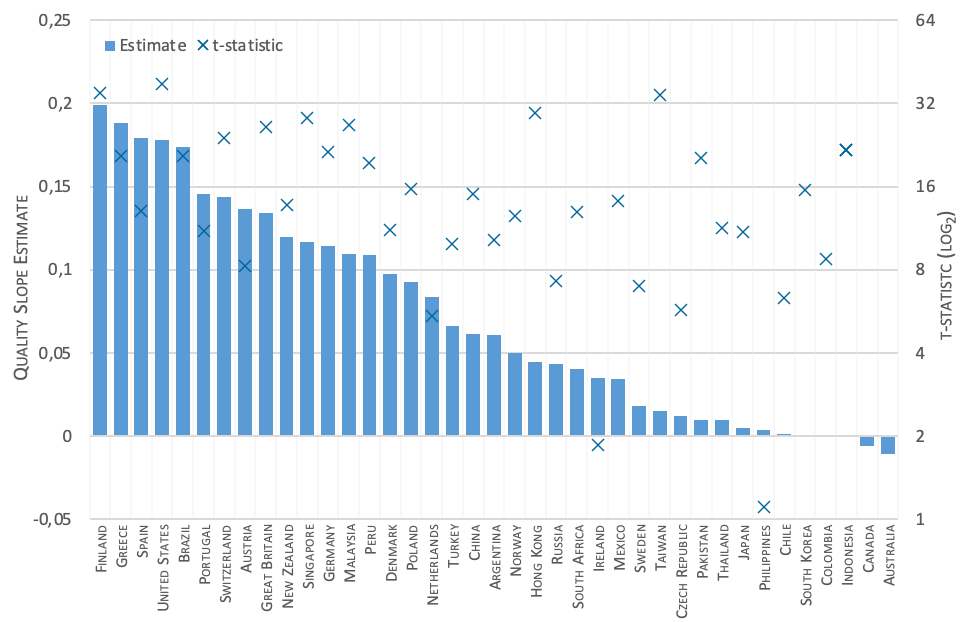 0,25
0,2
0,15
0,1
0,05
0
-0,05
QUALITY SLOPE ESTIMATE
Estimate
t-statistic
64
32
16
8
4
2
1
T-STATISTC (LOG2)
FINLAND
GREECE
SPAIN
UNITED STATES
BRAZIL
PORTUGAL
SWITZERLAND
AUSTRIA
GREAT BRITAIN
NEW ZEALAND
SINGAPORE
GERMANY
MALAYSIA
PERU
DENMARK
POLAND
NETHERLANDS
TURKEY
CHINA
ARGENTINA
NORWAY
HONG KONG
RUSSIA
SOUTH AFRICA
IRELAND
MEXICO
SWEDEN
TAIWAN
CZECH REPUBLIC
PAKISTAN
THAILAND
JAPAN
PHILIPPINES
CHILE
SOUTH KOREA
COLOMBIA
INDONESIA
CANADA
AUSTRALIA